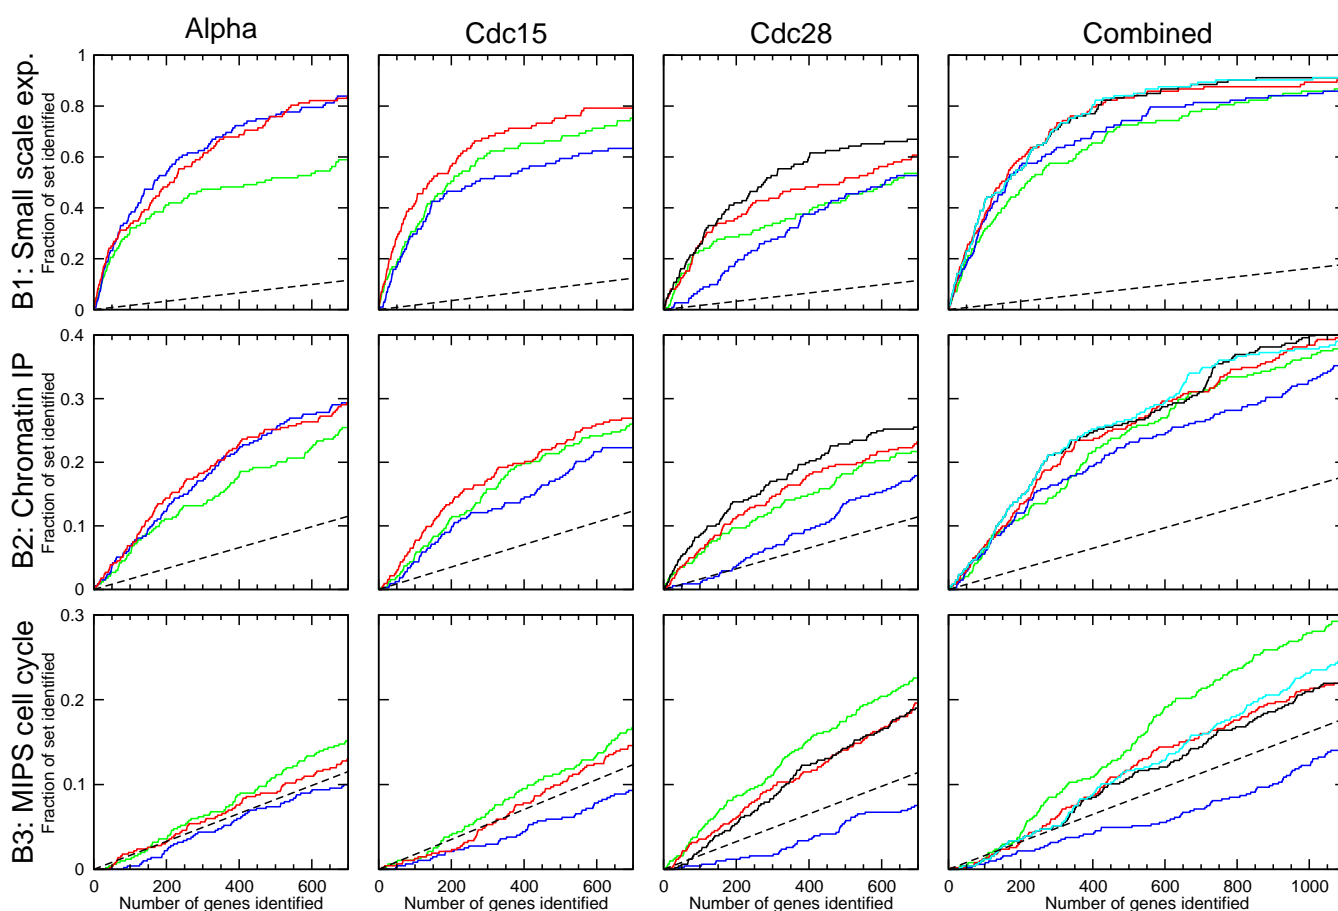 Alpha Cdc15 Cdc28 Combined
B1: Small scale exp.
Fraction of set identified
1
0.8
0.6
0.4
0.2
0
B2: Chromatin IP
Fraction of set identified
0.4
0.3
0.2
0.1
0
B3: MIPS cell cycle
Fraction of set identified
0.3
0.2
0.1
0
0 200 400 600 0 200 400 600 0 200 400 600 0 200 400 600 800 1000
Number of genes identified Number of genes identified Number of genes identified Number of genes identified